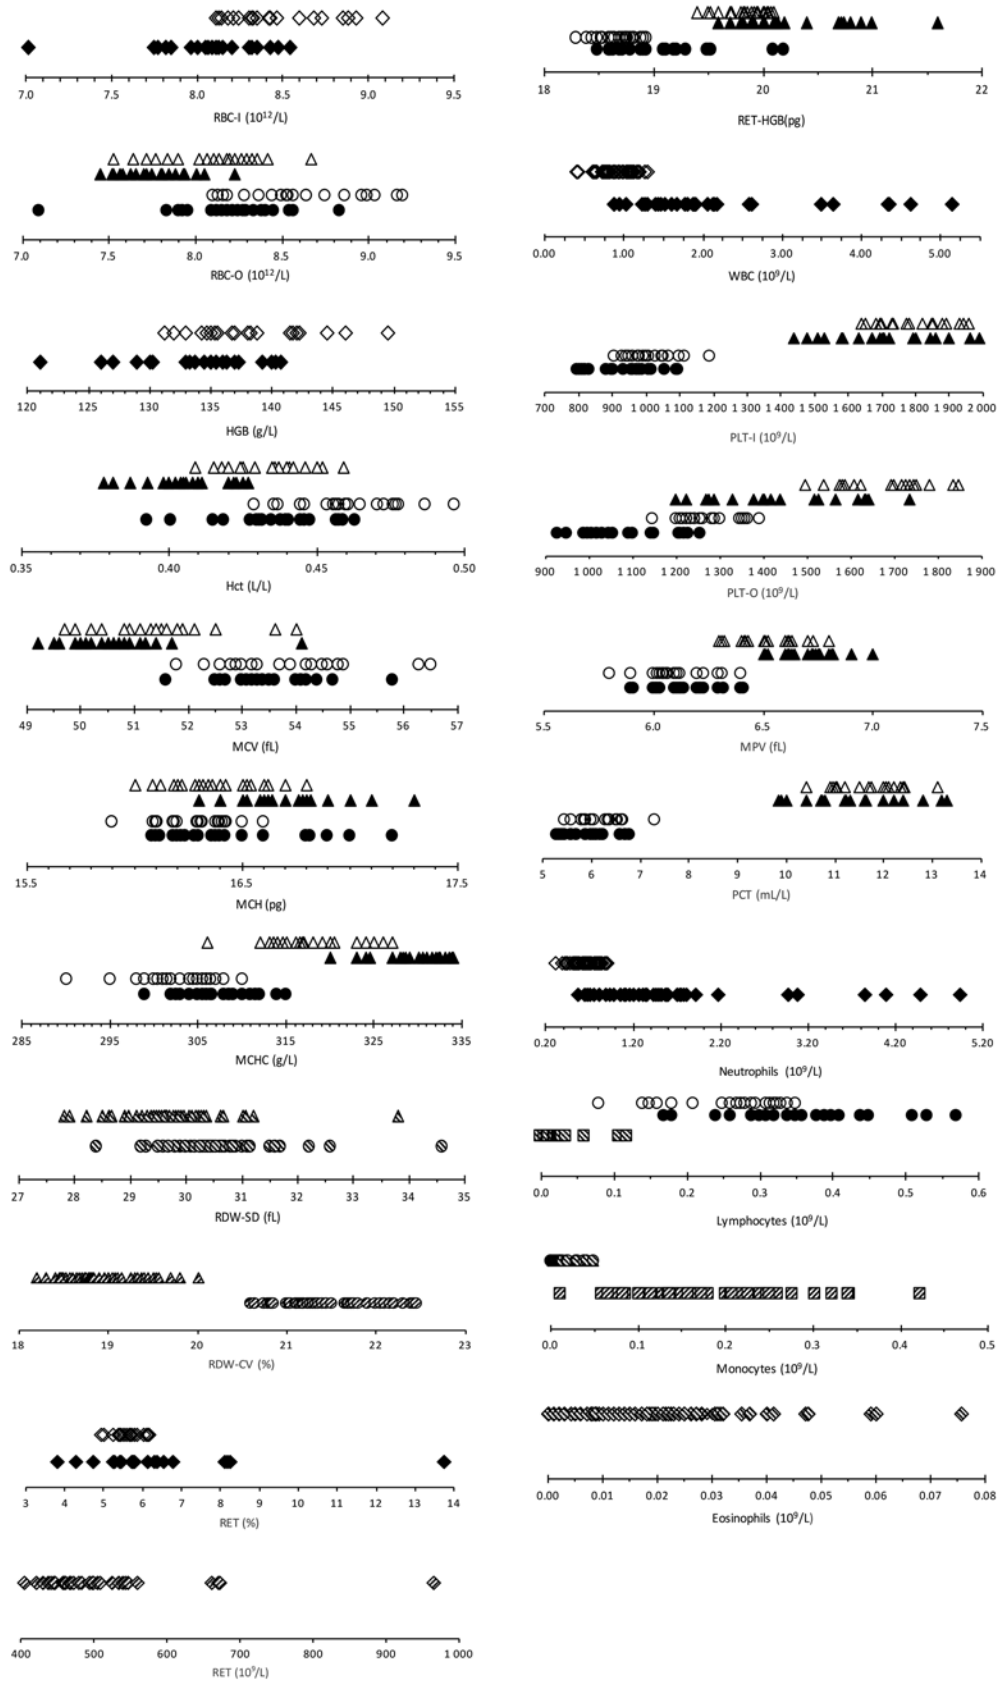 7.0 7.5 8.0 8.5 9.0 9.5
RBC-I (10¹²/L)
7.0 7.5 8.0 8.5 9.0 9.5
RBC-O (10¹²/L)
120 125 130 135 140 145 150 155
HGB (g/L)
0.35 0.40 0.45 0.50
Hct (L/L)
49 50 51 52 53 54 55 56 57
MCV (fL)
15.5 16.5 17.5
MCH (pg)
285 295 305 315 325 335
MCHC (g/L)
27 28 29 30 31 32 33 34 35
RDW-SD (fL)
18 19 20 21 22 23
RDW-CV (%)
3 4 5 6 7 8 9 10 11 12 13 14
RET (%)
400 500 600 700 800 900 1 000
RET (10⁹/L)
18 19 20 21 22
RET-HGB(pg)
0.00 1.00 2.00 3.00 4.00 5.00
WBC (10⁹/L)
700 800 900 1 000 1 100 1 200 1 300 1 400 1 500 1 600 1 700 1 800 1 900 2 000
PLT-I (10⁹/L)
900 1 000 1 100 1 200 1 300 1 400 1 500 1 600 1 700 1 800 1 900
PLT-O (10⁹/L)
5.5 6.0 6.5 7.0 7.5
MPV (fL)
5 6 7 8 9 10 11 12 13 14
PCT (mL/L)
0.20 1.20 2.20 3.20 4.20 5.20
Neutrophils (10⁹/L)
0.0 0.1 0.2 0.3 0.4 0.5 0.6
Lymphocytes (10⁹/L)
0.0 0.1 0.2 0.3 0.4 0.5
Monocytes (10⁹/L)
0.00 0.01 0.02 0.03 0.04 0.05 0.06 0.07 0.08
Eosinophils (10⁹/L)